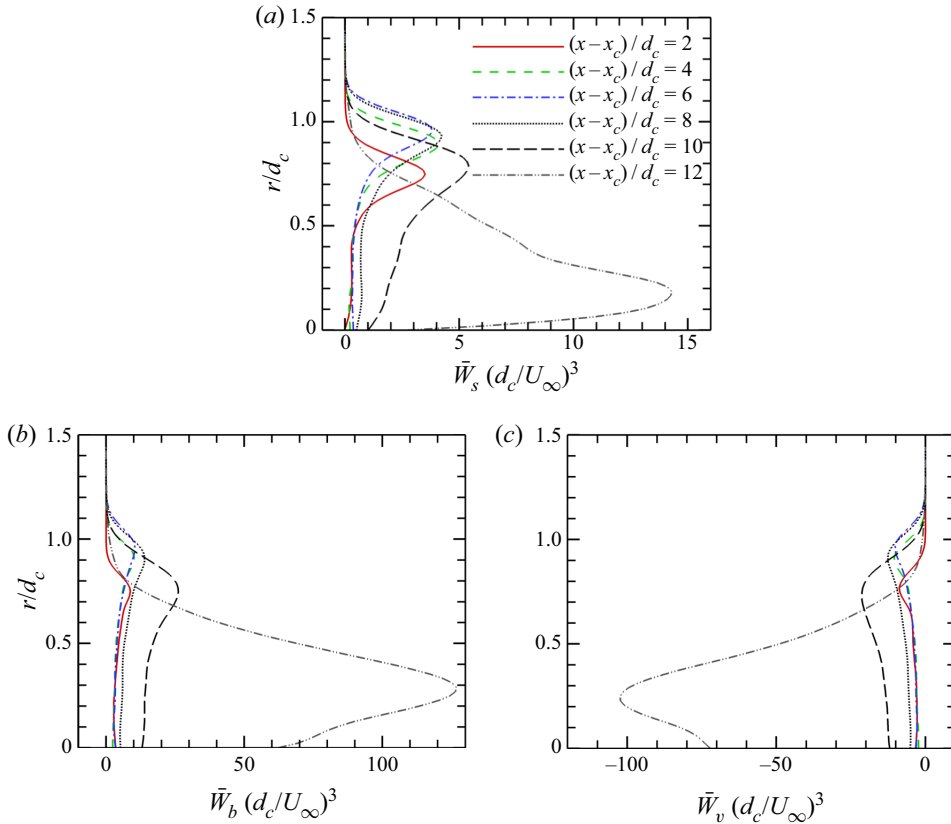 (a)
1.5
1.0
0.5
0
r/d_c
(x–x_c)/d_c = 2
(x–x_c)/d_c = 4
(x–x_c)/d_c = 6
(x–x_c)/d_c = 8
(x–x_c)/d_c = 10
(x–x_c)/d_c = 12
0 5 10 15
W̄_s (d_c/U_∞)^3
(b)
1.5
1.0
0.5
0
r/d_c
0 50 100
W̄_b (d_c/U_∞)^3
(c)
1.5
1.0
0.5
0
–100 –50 0
W̄_v (d_c/U_∞)^3